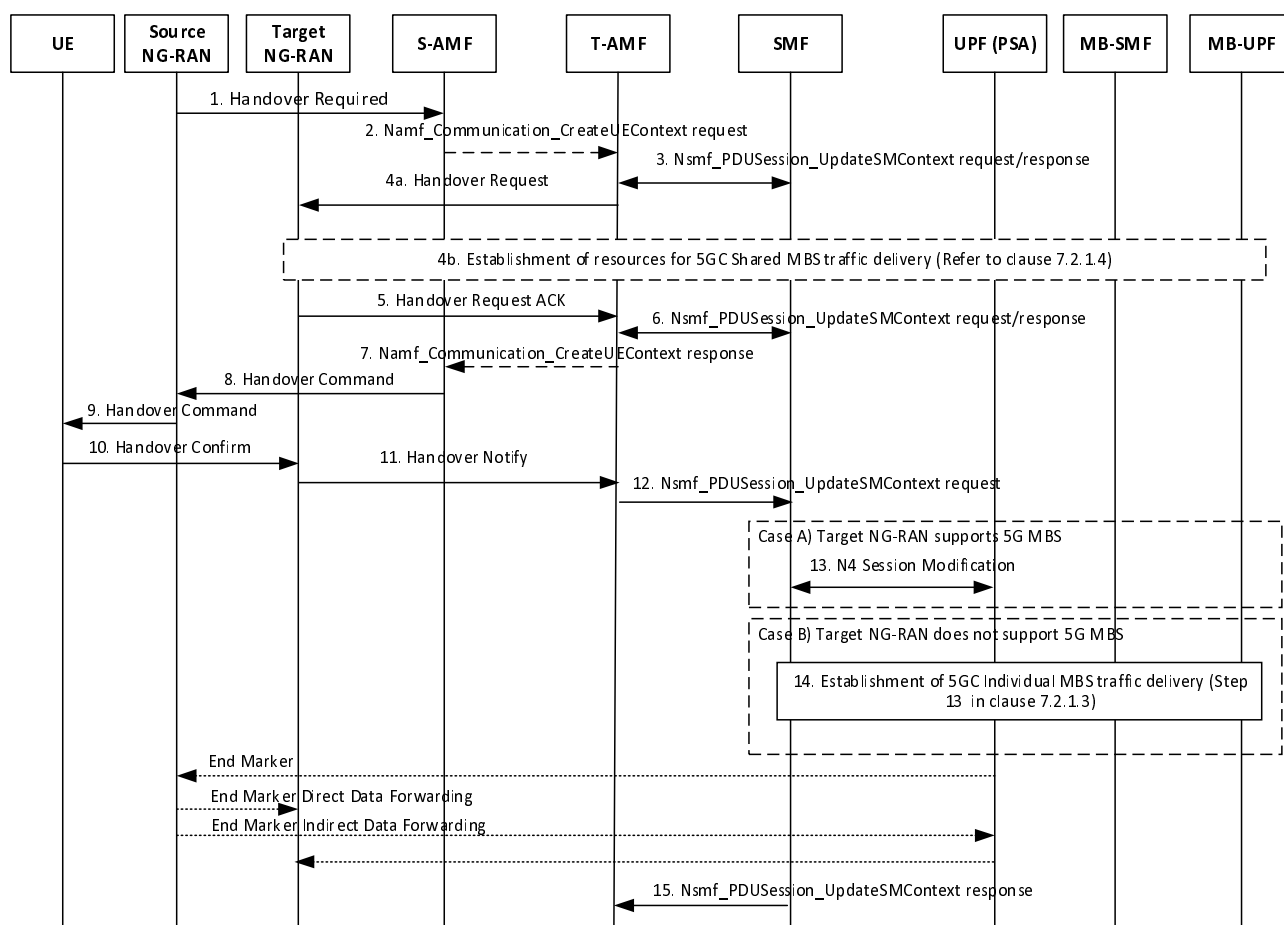 UE
Source
NG-RAN
Target
NG-RAN
S-AMF
T-AMF
SMF
UPF (PSA)
MB-SMF
MB-UPF
1. Handover Required
2. Namf_Communication_CreateUEContext request
3. Nsmf_PDUSession_UpdateSMContext request/response
4a. Handover Request
4b. Establishment of resources for 5GC Shared MBS traffic delivery (Refer to clause 7.2.1.4)
5. Handover Request ACK
6. Nsmf_PDUSession_UpdateSMContext request/response
7. Namf_Communication_CreateUEContext response
8. Handover Command
9. Handover Command
10. Handover Confirm
11. Handover Notify
12. Nsmf_PDUSession_UpdateSMContext request
Case A) Target NG-RAN supports 5G MBS
13. N4 Session Modification
Case B) Target NG-RAN does not support 5G MBS
14. Establishment of 5GC Individual MBS traffic delivery (Step
13 in clause 7.2.1.3)
End Marker
End Marker Direct Data Forwarding
End Marker Indirect Data Forwarding
15. Nsmf_PDUSession_UpdateSMContext response